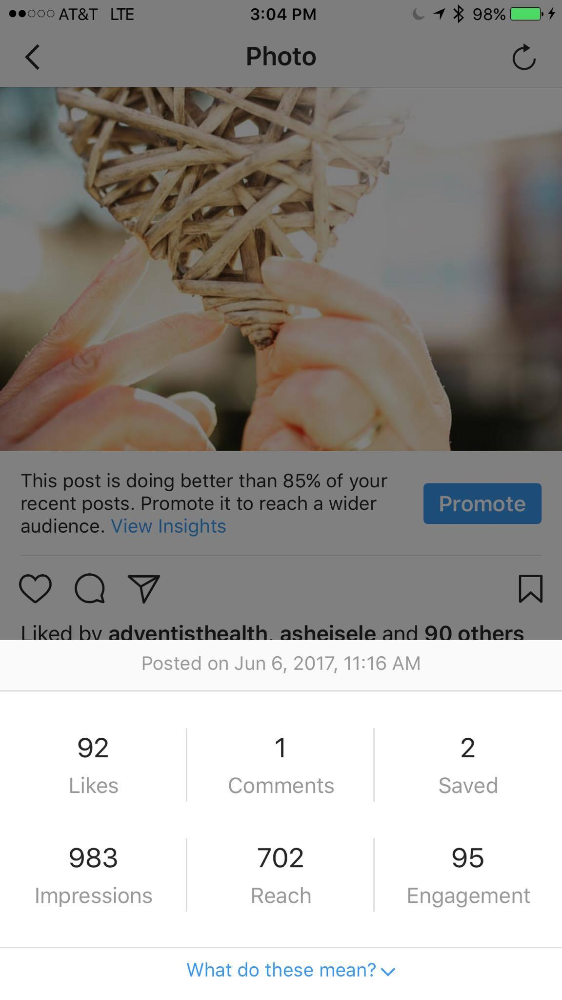 AT&T LTE 3:04 PM 98%
Photo
This post is doing better than 85% of your
recent posts. Promote it to reach a wider
audience. View Insights
Promote
Liked by adventisthealth, asheisele and 90 others
Posted on Jun 6, 2017, 11:16 AM
92 1 2
Likes Comments Saved
983 702 95
Impressions Reach Engagement
What do these mean?